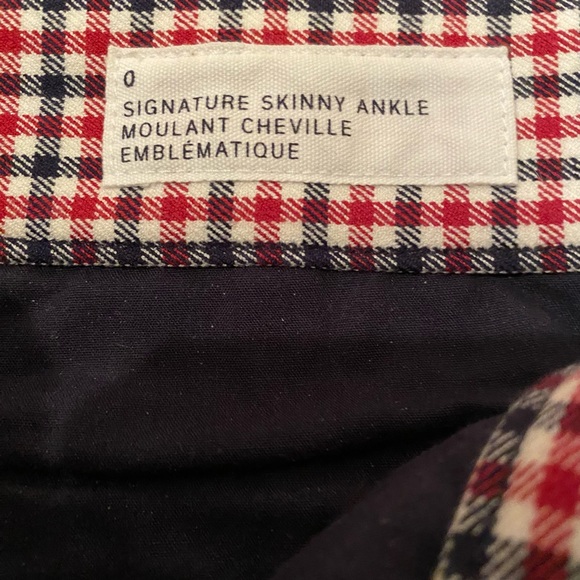 0
SIGNATURE SKINNY ANKLE
MOULANT CHEVILLE
EMBLÉMATIQUE